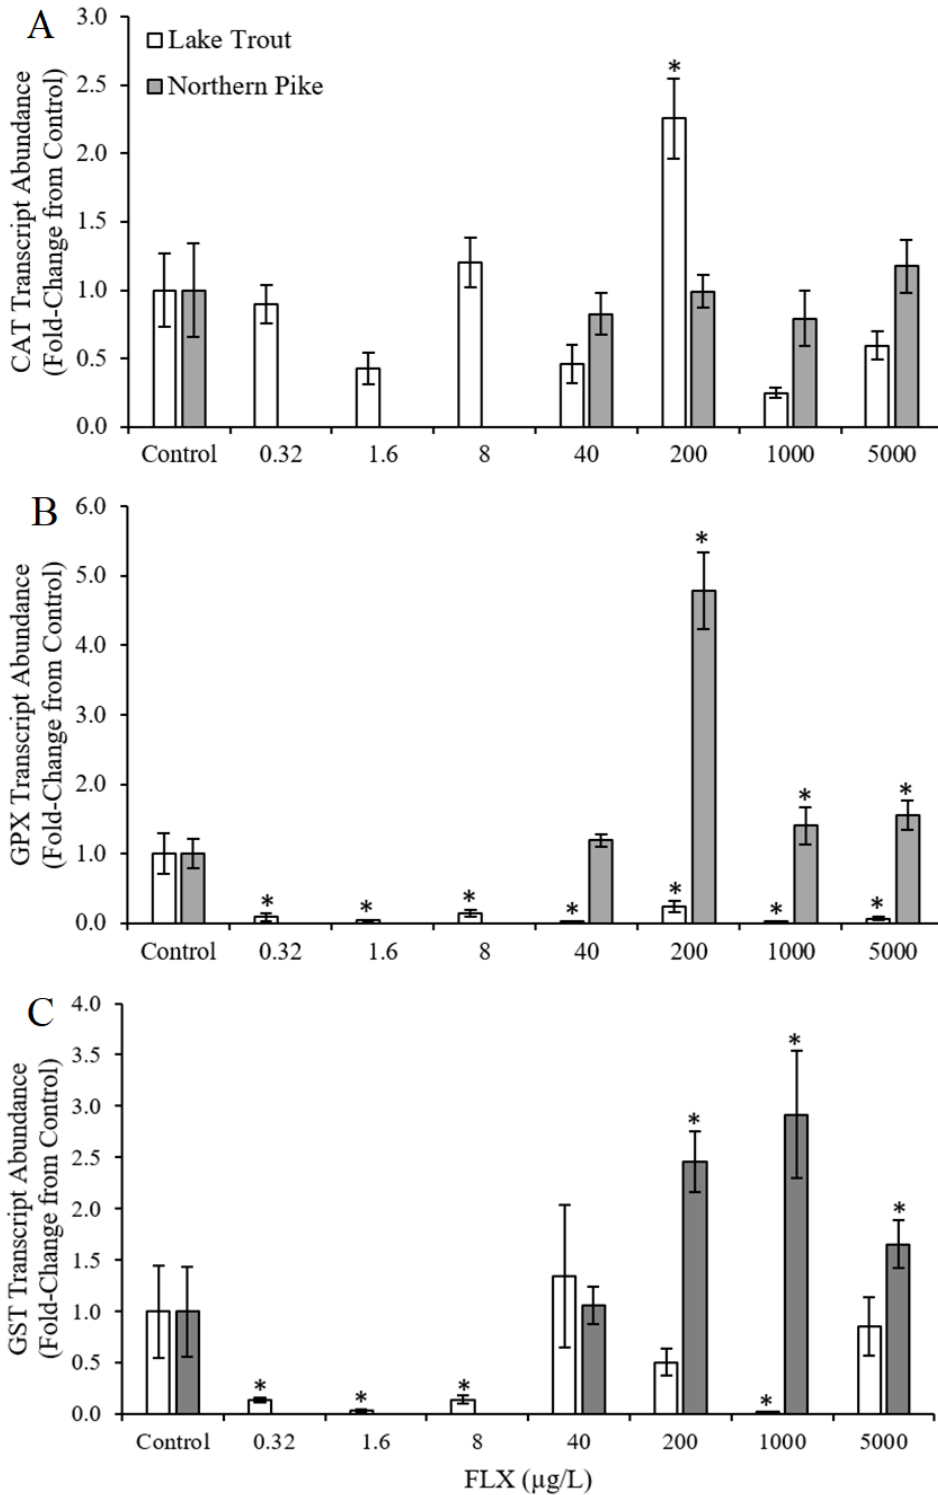 A
CAT Transcript Abundance
(Fold-Change from Control)
3.0
2.5
2.0
1.5
1.0
0.5
0.0
Lake Trout
Northern Pike
*
Control 0.32 1.6 8 40 200 1000 5000
B
GPX Transcript Abundance
(Fold-Change from Control)
6.0
5.0
4.0
3.0
2.0
1.0
0.0
* * * * * * * * * *
Control 0.32 1.6 8 40 200 1000 5000
C
GST Transcript Abundance
(Fold-Change from Control)
4.0
3.5
3.0
2.5
2.0
1.5
1.0
0.5
0.0
* * * * * * *
Control 0.32 1.6 8 40 200 1000 5000
FLX (µg/L)